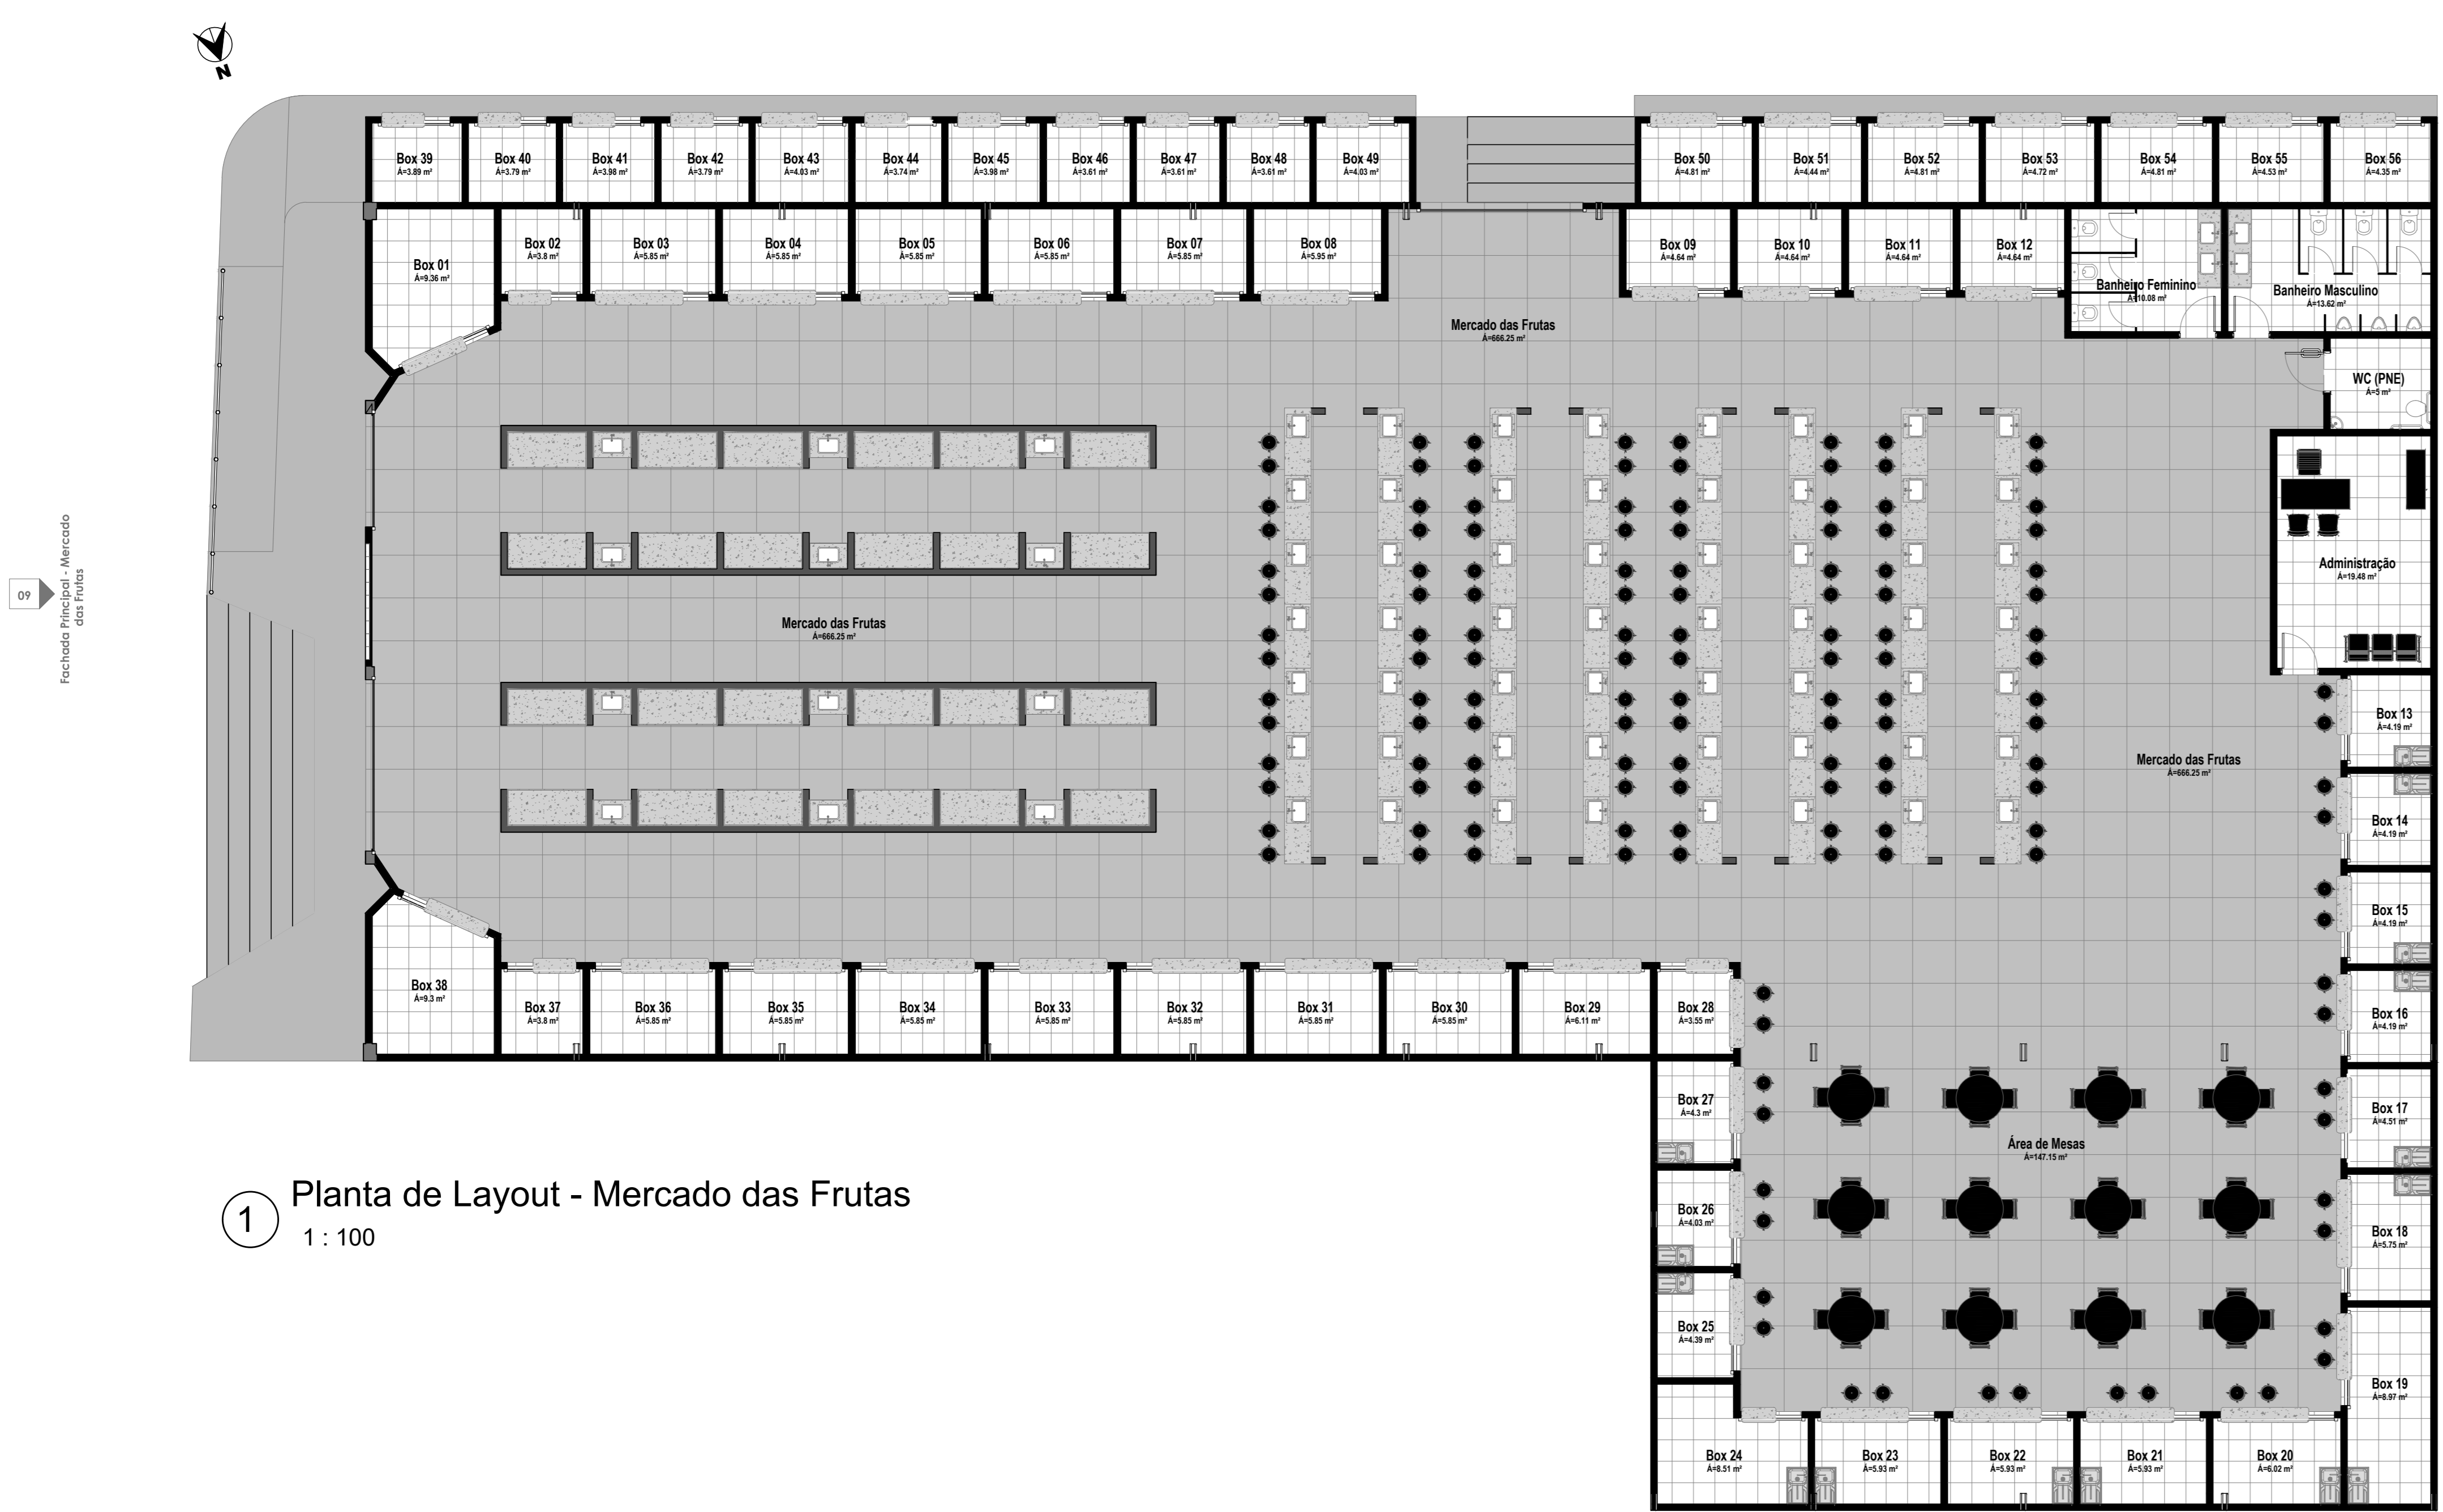 N
Box 39
Á=3.89 m²
Box 40
Á=3.79 m²
Box 41
Á=3.98 m²
Box 42
Á=3.79 m²
Box 43
Á=4.03 m²
Box 44
Á=3.74 m²
Box 45
Á=3.98 m²
Box 46
Á=3.61 m²
Box 47
Á=3.61 m²
Box 48
Á=3.61 m²
Box 49
Á=4.03 m²
Box 50
Á=4.81 m²
Box 51
Á=4.44 m²
Box 52
Á=4.81 m²
Box 53
Á=4.72 m²
Box 54
Á=4.81 m²
Box 55
Á=4.53 m²
Box 56
Á=4.35 m²
Box 01
Á=9.36 m²
Box 02
Á=3.8 m²
Box 03
Á=5.85 m²
Box 04
Á=5.85 m²
Box 05
Á=5.85 m²
Box 06
Á=5.85 m²
Box 07
Á=5.85 m²
Box 08
Á=5.95 m²
Box 09
Á=4.64 m²
Box 10
Á=4.64 m²
Box 11
Á=4.64 m²
Box 12
Á=4.64 m²
Banheiro Feminino
Á=10.08 m²
Banheiro Masculino
Á=13.62 m²
Mercado das Frutas
Á=666.25 m²
WC (PNE)
Á=5 m²
Administração
Á=19.48 m²
09
Fachada Principal - Mercado
das Frutas
Mercado das Frutas
Á=666.25 m²
Mercado das Frutas
Á=666.25 m²
Box 13
Á=4.19 m²
Box 14
Á=4.19 m²
Box 15
Á=4.19 m²
Box 16
Á=4.19 m²
Box 17
Á=4.51 m²
Box 18
Á=5.75 m²
Box 19
Á=8.97 m²
Box 38
Á=9.3 m²
Box 37
Á=3.8 m²
Box 36
Á=5.85 m²
Box 35
Á=5.85 m²
Box 34
Á=5.85 m²
Box 33
Á=5.85 m²
Box 32
Á=5.85 m²
Box 31
Á=5.85 m²
Box 30
Á=5.85 m²
Box 29
Á=6.11 m²
Box 28
Á=3.55 m²
Box 27
Á=4.3 m²
Box 26
Á=4.03 m²
Box 25
Á=4.39 m²
Área de Mesas
Á=147.15 m²
Box 24
Á=8.51 m²
Box 23
Á=5.93 m²
Box 22
Á=5.93 m²
Box 21
Á=5.93 m²
Box 20
Á=6.02 m²
1
Planta de Layout - Mercado das Frutas
1 : 100